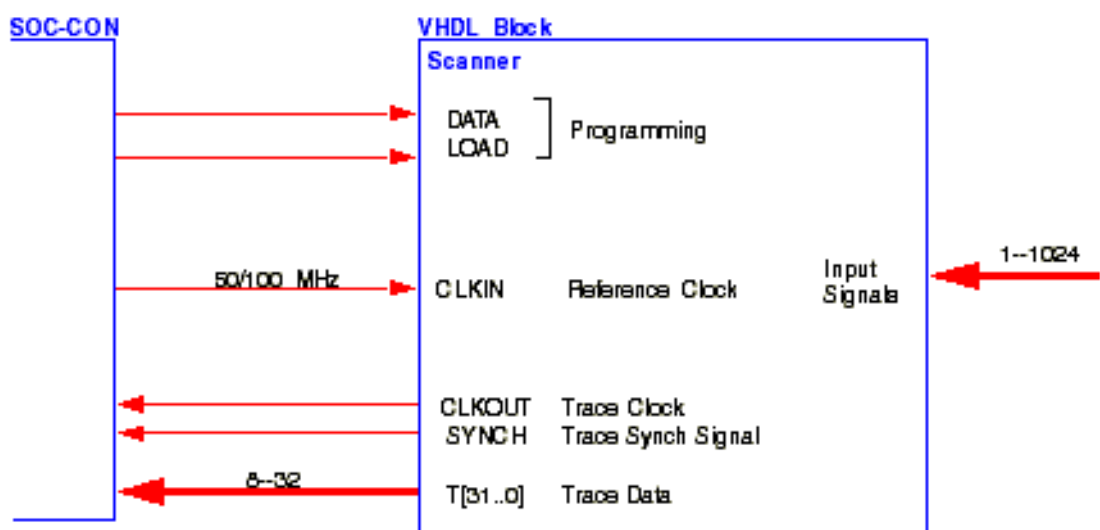 SOC-CON
VHDL Block
Scanner
DATA
LOAD
Programming
50/100 MHz
CLKIN
Reference Clock
Input
Signals
1--1024
CLKOUT Trace Clock
SYNCH Trace Synch Signal
8--32
T[31..0] Trace Data